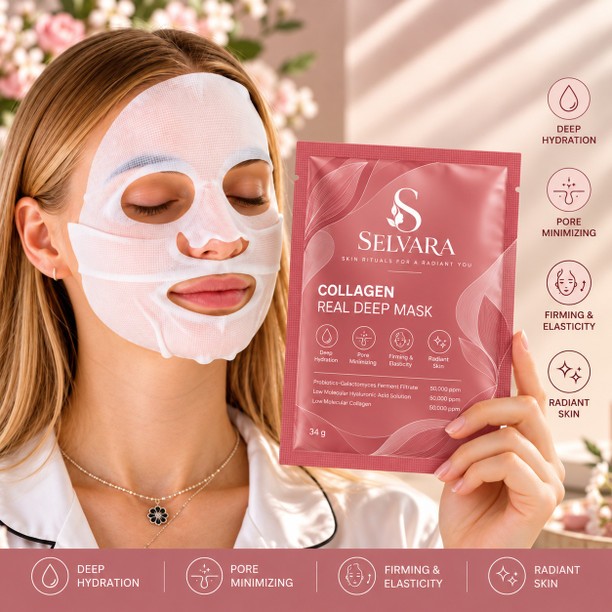 S
SELVARA
SKIN RITUALS FOR A RADIANT YOU
COLLAGEN
REAL DEEP MASK
Deep
Hydration
Pore
Minimizing
Firming &
Elasticity
Radiant
Skin
Probiotics-Galactomyces Ferment Filtrate 50,000 ppm
Low Molecular Hyaluronic Acid Solution 50,000 ppm
Low Molecular Collagen 50,000 ppm
34 g
DEEP
HYDRATION
PORE
MINIMIZING
FIRMING &
ELASTICITY
RADIANT
SKIN
DEEP
HYDRATION
PORE
MINIMIZING
FIRMING &
ELASTICITY
RADIANT
SKIN